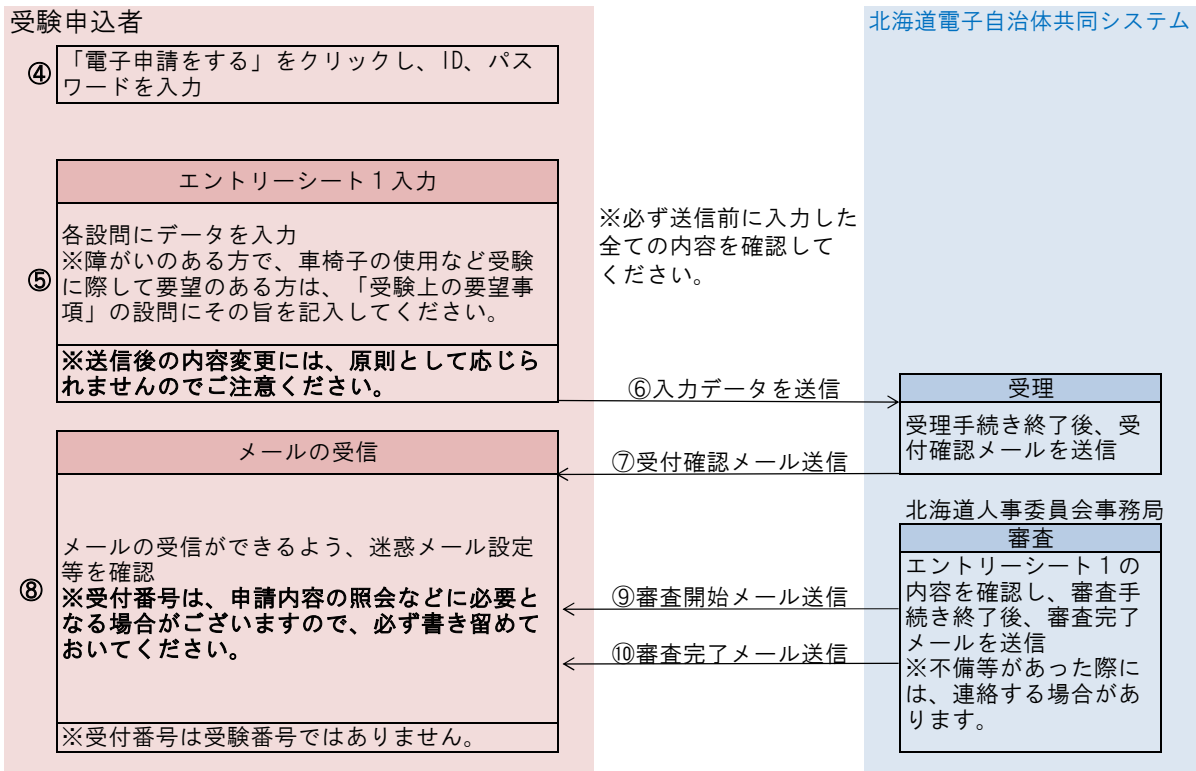 受験申込者
④
「電子申請をする」をクリックし、ID、パス
ワードを入力
エントリーシート１入力
⑤
各設問にデータを入力
※障がいのある方で、車椅子の使用など受験
に際して要望のある方は、「受験上の要望事
項」の設問にその旨を記入してください。
※送信後の内容変更には、原則として応じら
れませんのでご注意ください。
※必ず送信前に入力した
全ての内容を確認して
ください。
⑥入力データを送信
北海道電子自治体共同システム
受理
受理手続き終了後、受
付確認メールを送信
⑦受付確認メール送信
メールの受信
⑧
メールの受信ができるよう、迷惑メール設定
等を確認
※受付番号は、申請内容の照会などに必要と
なる場合がございますので、必ず書き留めて
おいてください。
※受付番号は受験番号ではありません。
⑨審査開始メール送信
⑩審査完了メール送信
北海道人事委員会事務局
審査
エントリーシート１の
内容を確認し、審査手
続き終了後、審査完了
メールを送信
※不備等があった際に
は、連絡する場合があ
ります。